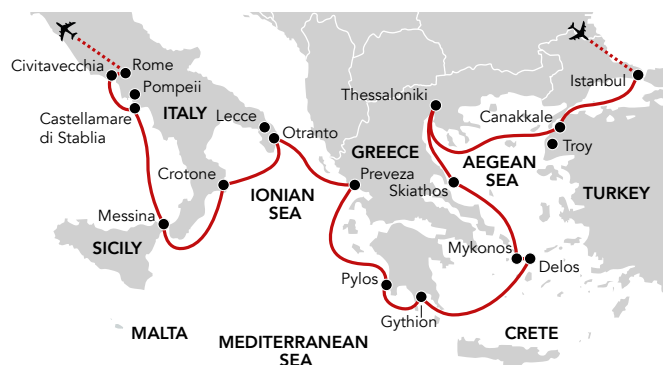 Civitavecchia
Rome
Pompeii
ITALY
Castellamare
di Stablia
Lecce
Otranto
Crotone
IONIAN
SEA
Messina
SICILY
MALTA
MEDITERRANEAN
SEA
Thessaloniki
GREECE
Preveza
Skiathos
AEGEAN
SEA
Istanbul
Canakkale
Troy
TURKEY
Mykonos
Delos
Pylos
Gythion
CRETE